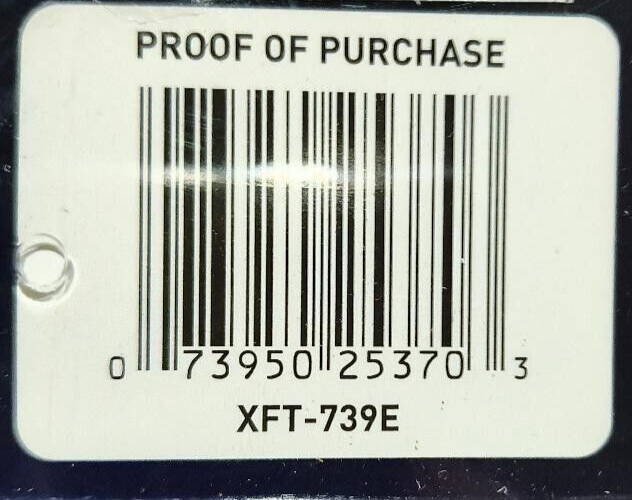 PROOF OF PURCHASE
0 73950 25370 3
XFT-739E